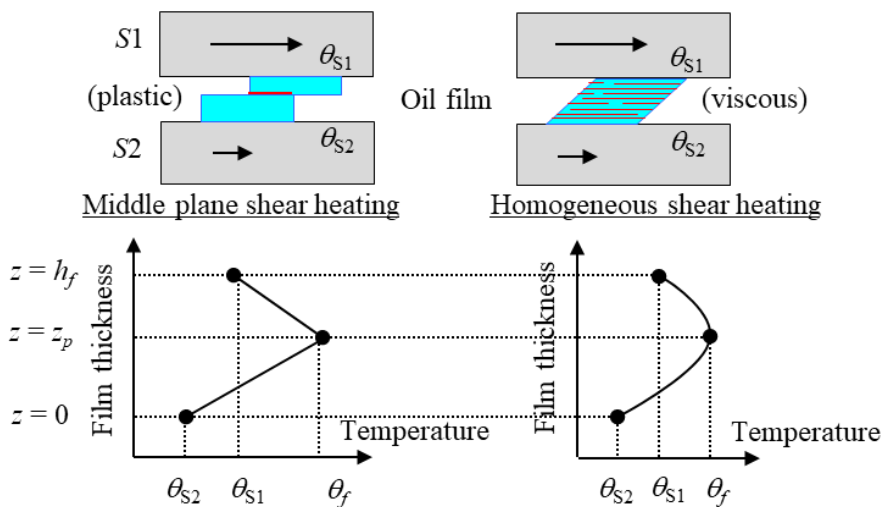 S1
θS1
θS1
(plastic)
Oil film
(viscous)
S2
θS2
θS2
Middle plane shear heating
Homogeneous shear heating
z = hf
z = zp
z = 0
Film thickness
Temperature
θS2
θS1
θf
Film thickness
Temperature
θS2
θS1
θf